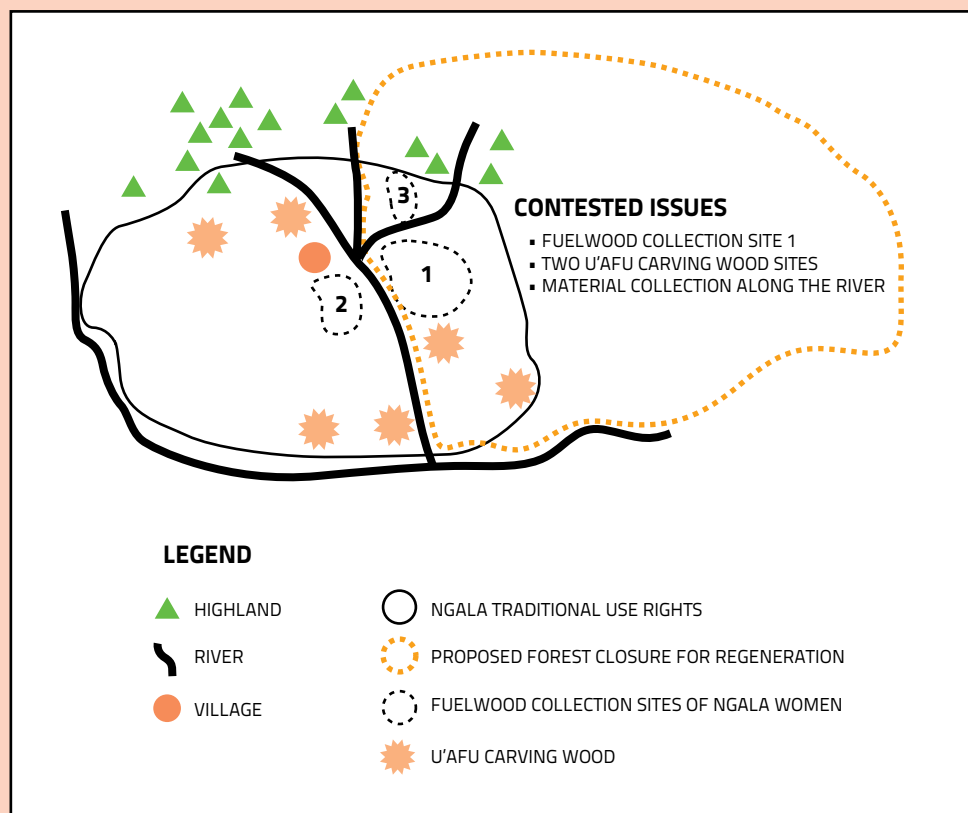 3
1
2
CONTESTED ISSUES
▪ FUELWOOD COLLECTION SITE 1
▪ TWO U'AFU CARVING WOOD SITES
▪ MATERIAL COLLECTION ALONG THE RIVER
LEGEND
HIGHLAND
RIVER
VILLAGE
NGALA TRADITIONAL USE RIGHTS
PROPOSED FOREST CLOSURE FOR REGENERATION
FUELWOOD COLLECTION SITES OF NGALA WOMEN
U'AFU CARVING WOOD